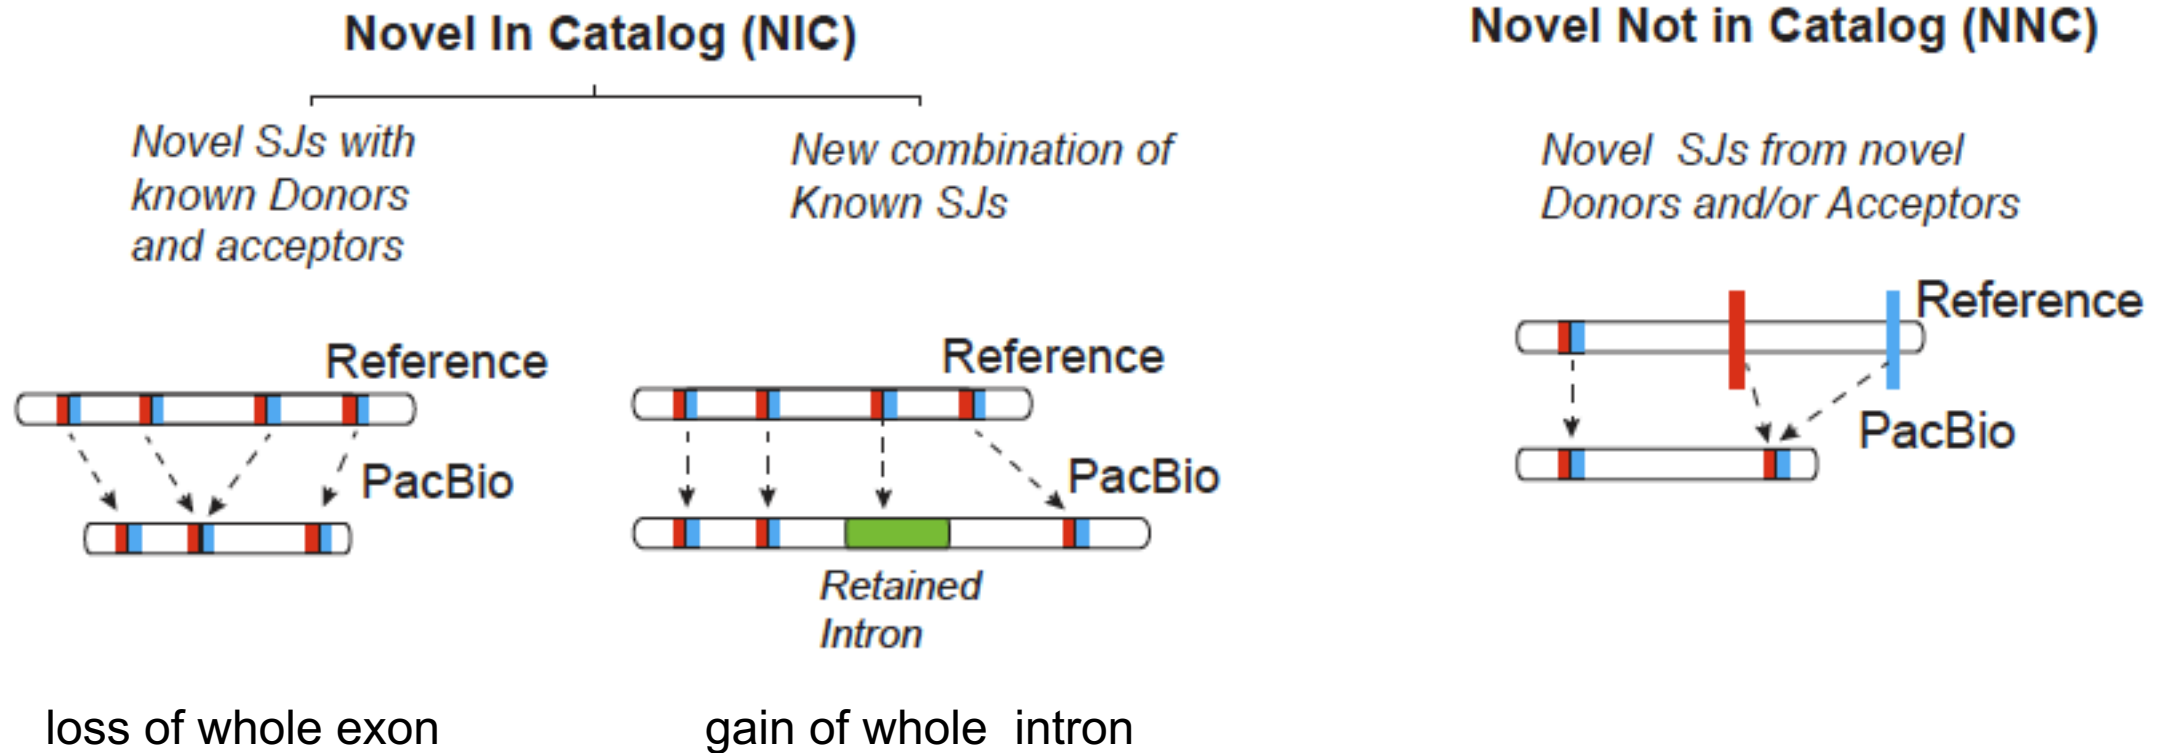 Novel In Catalog (NIC)
Novel SJs with
known Donors
and acceptors
Reference
PacBio
loss of whole exon
New combination of
Known SJs
Reference
PacBio
Retained
Intron
gain of whole intron
Novel Not in Catalog (NNC)
Novel SJs from novel
Donors and/or Acceptors
Reference
PacBio